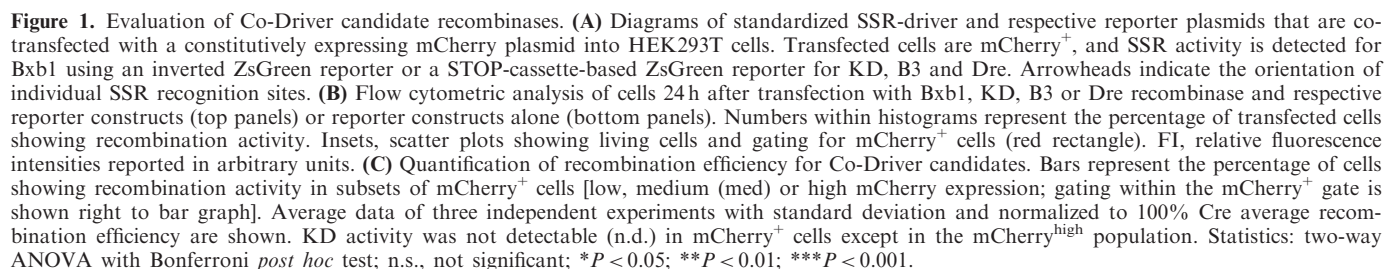 Figure 1. Evaluation of Co-Driver candidate recombinases. (A) Diagrams of standardized SSR-driver and respective reporter plasmids that are co-
transfected with a constitutively expressing mCherry plasmid into HEK293T cells. Transfected cells are mCherry⁺, and SSR activity is detected for
Bxb1 using an inverted ZsGreen reporter or a STOP-cassette-based ZsGreen reporter for KD, B3 and Dre. Arrowheads indicate the orientation of
individual SSR recognition sites. (B) Flow cytometric analysis of cells 24 h after transfection with Bxb1, KD, B3 or Dre recombinase and respective
reporter constructs (top panels) or reporter constructs alone (bottom panels). Numbers within histograms represent the percentage of transfected cells
showing recombination activity. Insets, scatter plots showing living cells and gating for mCherry⁺ cells (red rectangle). FI, relative fluorescence
intensities reported in arbitrary units. (C) Quantification of recombination efficiency for Co-Driver candidates. Bars represent the percentage of cells
showing recombination activity in subsets of mCherry⁺ cells [low, medium (med) or high mCherry expression; gating within the mCherry⁺ gate is
shown right to bar graph]. Average data of three independent experiments with standard deviation and normalized to 100% Cre average recom-
bination efficiency are shown. KD activity was not detectable (n.d.) in mCherry⁺ cells except in the mCherryʰⁱᵍʰ population. Statistics: two-way
ANOVA with Bonferroni post hoc test; n.s., not significant; *P < 0.05; **P < 0.01; ***P < 0.001.